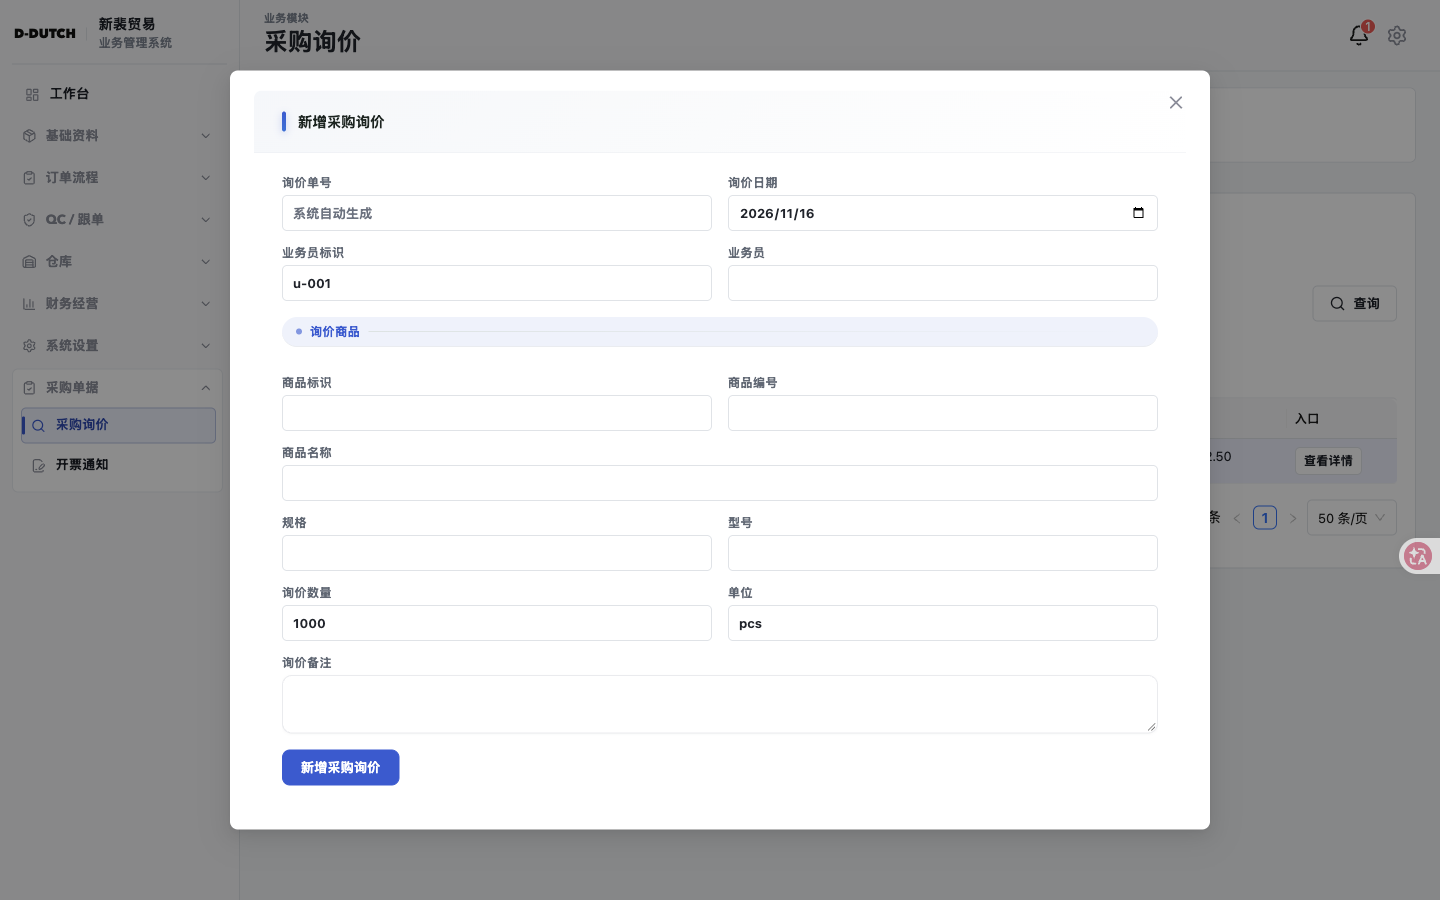 D-DUTCH
新裴贸易
业务管理系统
业务模块
采购询价
1
工作台
基础资料
订单流程
QC / 跟单
仓库
财务经营
系统设置
采购单据
采购询价
开票通知
新增采购询价
询价单号
询价日期
系统自动生成
2026/11/16
业务员标识
业务员
u-001
询价商品
商品标识
商品编号
商品名称
规格
型号
询价数量
单位
1000
pcs
询价备注
新增采购询价
查询
入口
2.50
查看详情
条
1
50 条/页